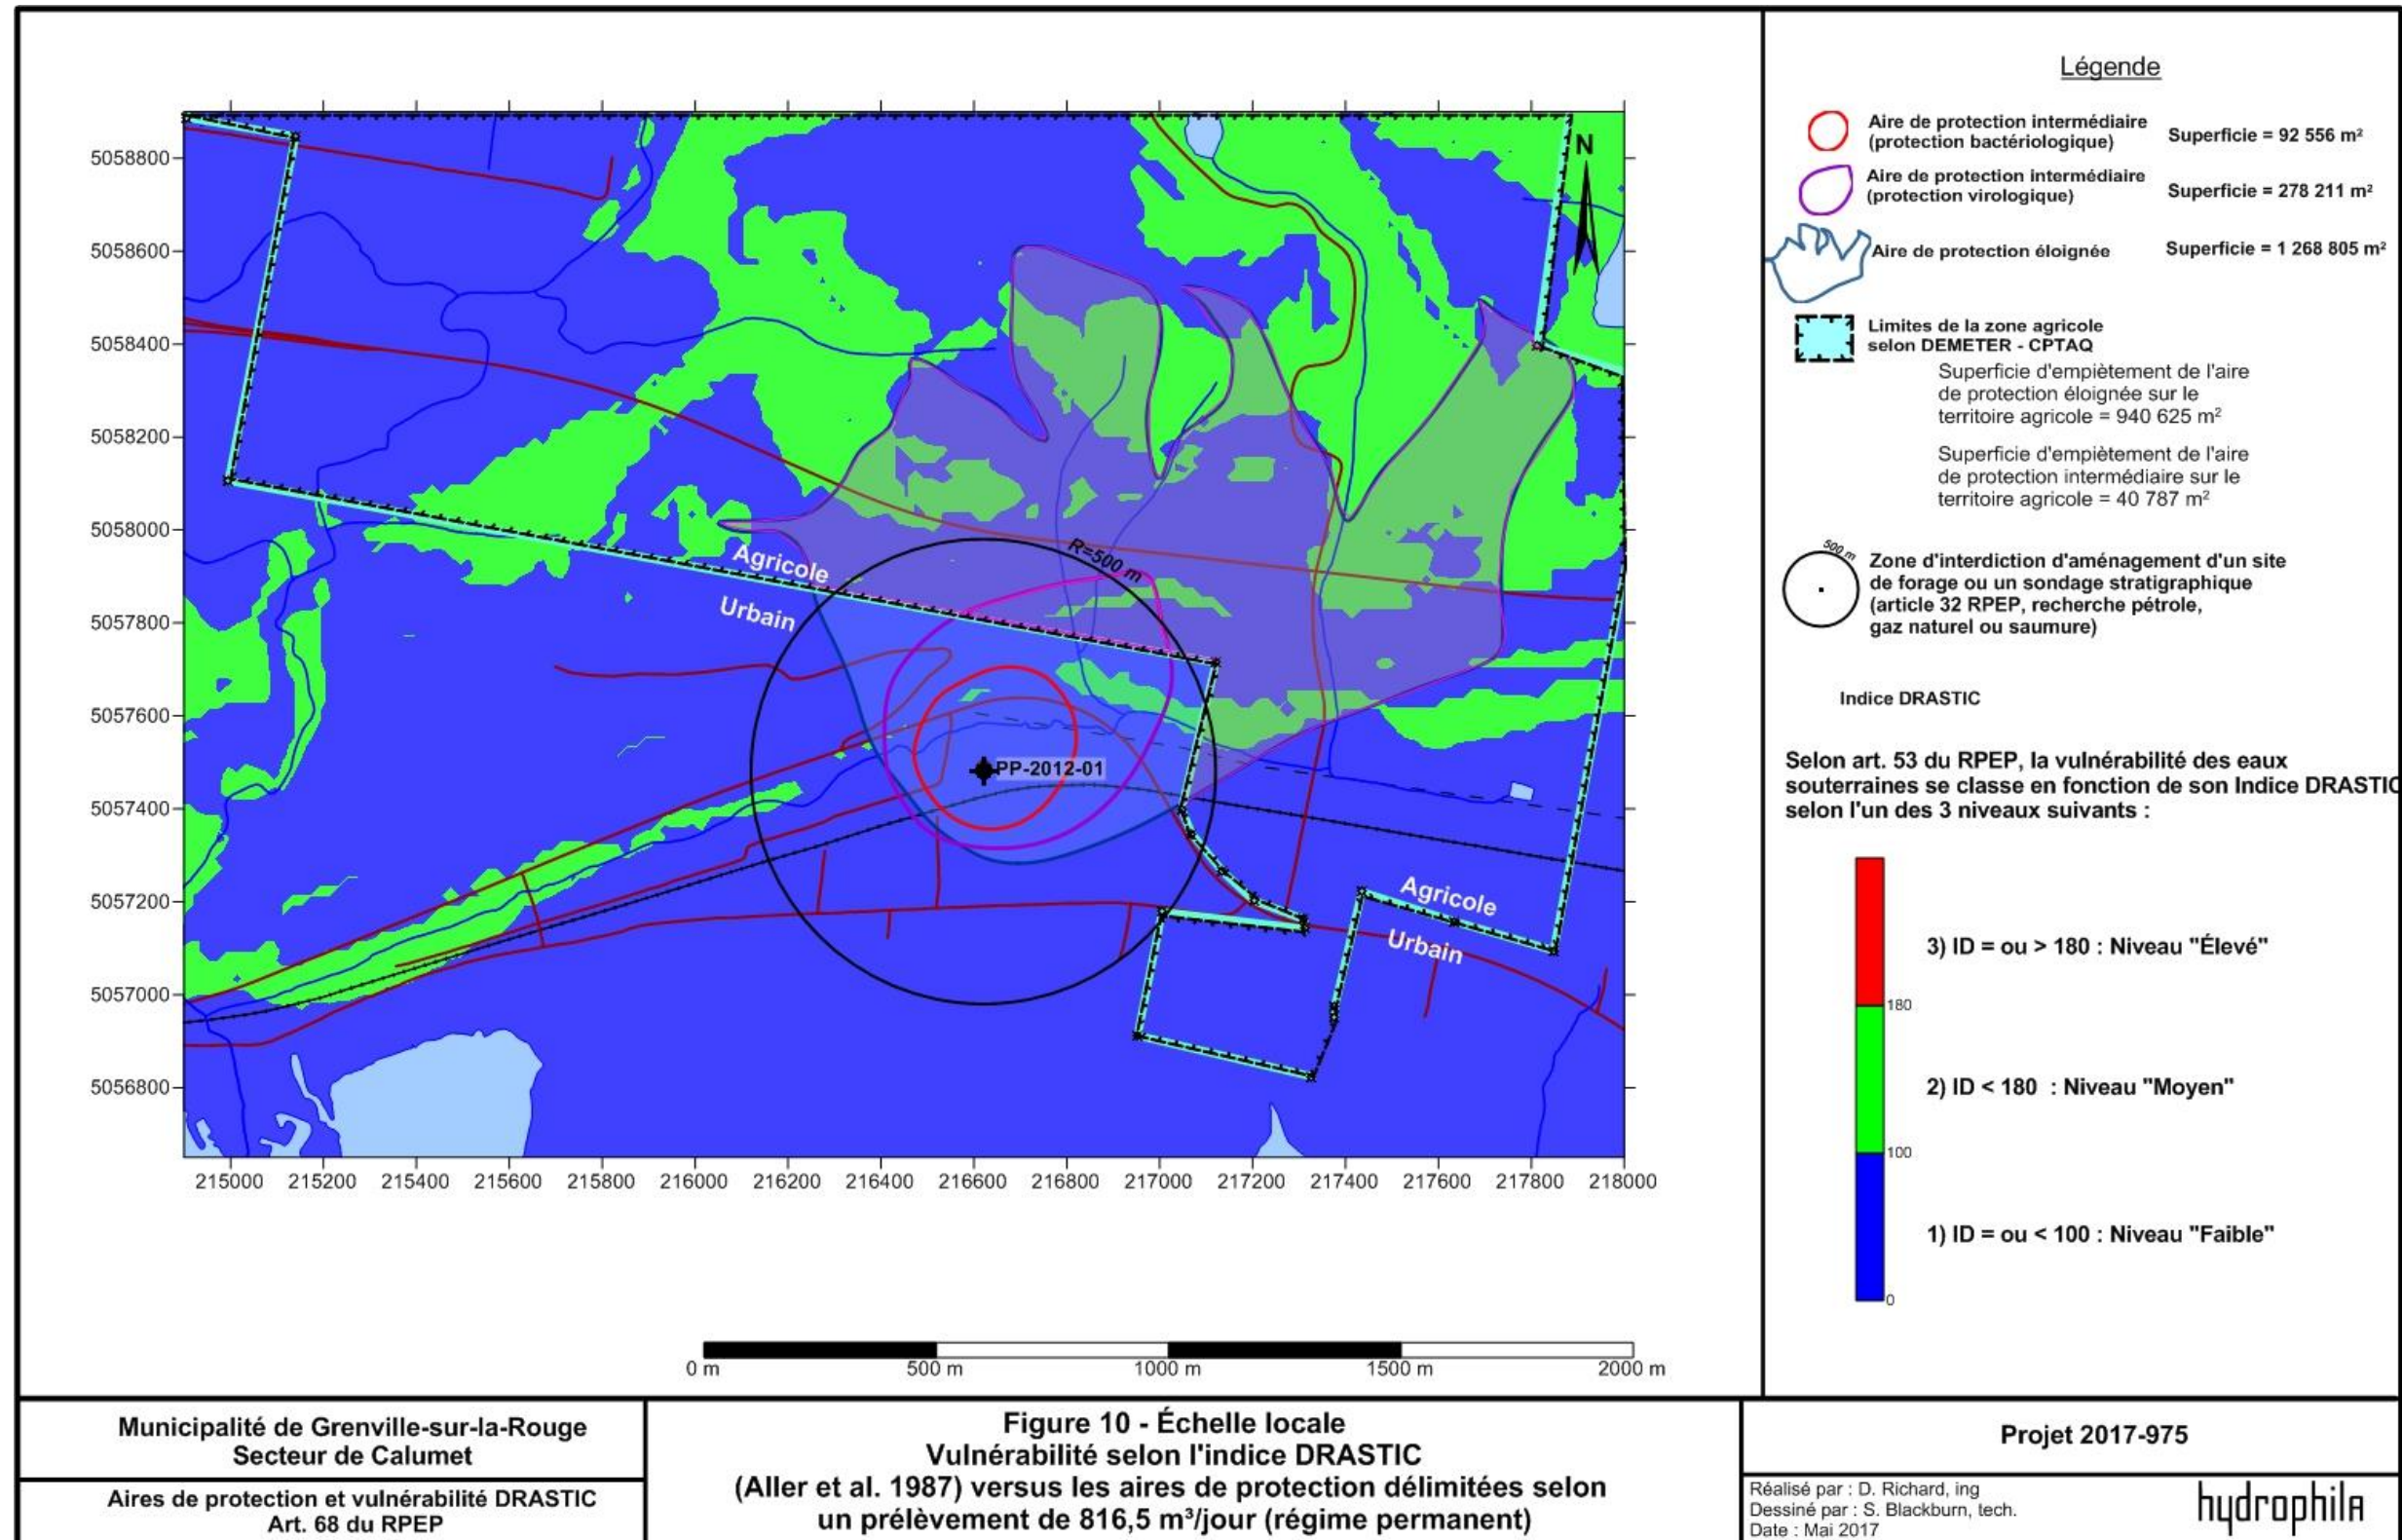 5058800
5058600
5058400
5058200
5058000
5057800
5057600
5057400
5057200
5057000
5056800
215000 215200 215400 215600 215800 216000 216200 216400 216600 216800 217000 217200 217400 217600 217800 218000
N
Agricole
Urbain
R=500 m
PP-2012-01
Agricole
Urbain
0 m 500 m 1000 m 1500 m 2000 m
Légende
Aire de protection intermédiaire
(protection bactériologique) Superficie = 92 556 m²
Aire de protection intermédiaire
(protection virologique) Superficie = 278 211 m²
Aire de protection éloignée Superficie = 1 268 805 m²
Limites de la zone agricole
selon DEMETER - CPTAQ
Superficie d'empiètement de l'aire
de protection éloignée sur le
territoire agricole = 940 625 m²
Superficie d'empiètement de l'aire
de protection intermédiaire sur le
territoire agricole = 40 787 m²
500 m
Zone d'interdiction d'aménagement d'un site
de forage ou un sondage stratigraphique
(article 32 RPEP, recherche pétrole,
gaz naturel ou saumure)
Indice DRASTIC
Selon art. 53 du RPEP, la vulnérabilité des eaux
souterraines se classe en fonction de son Indice DRASTIC
selon l'un des 3 niveaux suivants :
3) ID = ou > 180 : Niveau "Élevé"
180
2) ID < 180 : Niveau "Moyen"
100
1) ID = ou < 100 : Niveau "Faible"
0
Municipalité de Grenville-sur-la-Rouge
Secteur de Calumet
Aires de protection et vulnérabilité DRASTIC
Art. 68 du RPEP
Figure 10 - Échelle locale
Vulnérabilité selon l'indice DRASTIC
(Aller et al. 1987) versus les aires de protection délimitées selon
un prélèvement de 816,5 m³/jour (régime permanent)
Projet 2017-975
Réalisé par : D. Richard, ing
Dessiné par : S. Blackburn, tech.
Date : Mai 2017
hydrophila